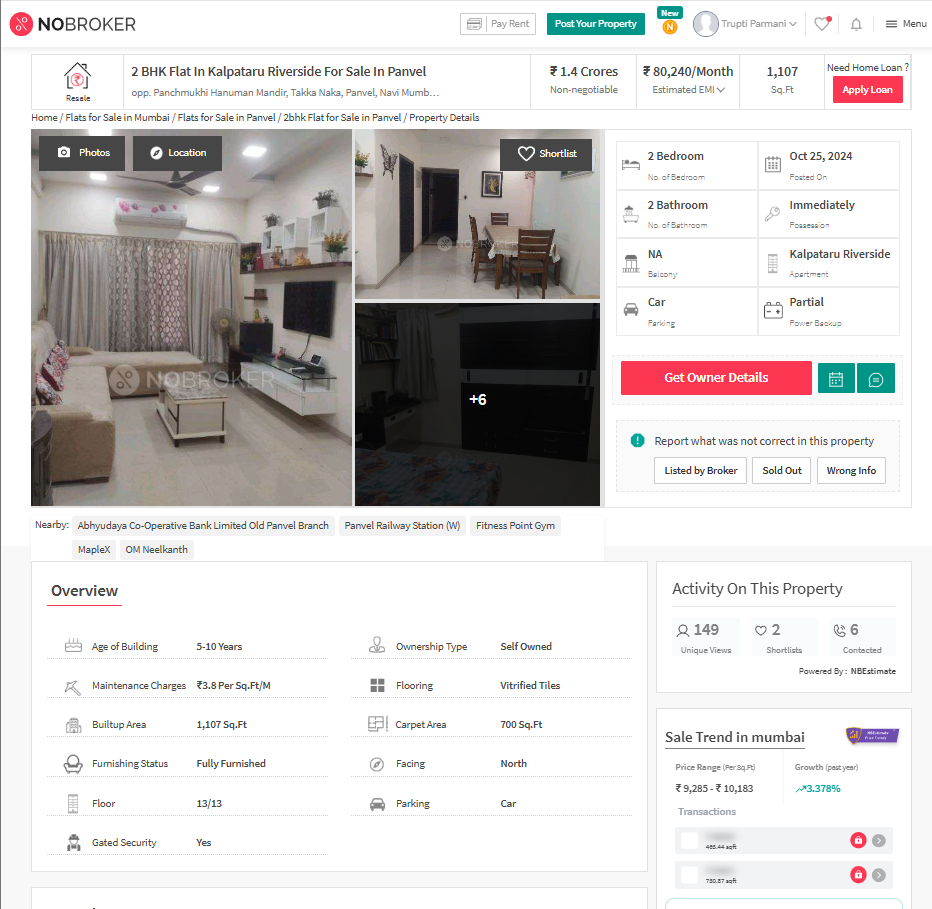 NOBROKER
Pay Rent
Post Your Property
New
N
Trupti Parmani
Menu
Resale
2 BHK Flat In Kalpataru Riverside For Sale In Panvel
opp. Panchmukhi Hanuman Mandir, Takka Naka, Panvel, Navi Mumb...
₹ 1.4 Crores
Non-negotiable
₹ 80,240/Month
Estimated EMI
1,107
Sq.Ft
Need Home Loan ?
Apply Loan
Home / Flats for Sale in Mumbai / Flats for Sale in Panvel / 2bhk Flat for Sale in Panvel / Property Details
Photos
Location
Shortlist
NOBROKER
NOBROKER
+6
2 Bedroom
No. of Bedroom
Oct 25, 2024
Posted On
2 Bathroom
No. of Bathroom
Immediately
Possession
NA
Balcony
Kalpataru Riverside
Apartment
Car
Parking
Partial
Power Backup
Get Owner Details
Report what was not correct in this property
Listed by Broker
Sold Out
Wrong Info
Nearby:
Abhyudaya Co-Operative Bank Limited Old Panvel Branch
Panvel Railway Station (W)
Fitness Point Gym
MapleX
OM Neelkanth
Overview
Age of Building 5-10 Years
Ownership Type Self Owned
Maintenance Charges ₹3.8 Per Sq.Ft/M
Flooring Vitrified Tiles
Builtup Area 1,107 Sq.Ft
Carpet Area 700 Sq.Ft
Furnishing Status Fully Furnished
Facing North
Floor 13/13
Parking Car
Gated Security Yes
Activity On This Property
149
Unique Views
2
Shortlists
6
Contacted
Powered By : NBEstimate
Sale Trend in mumbai
NBEstimate
Price Trends
Price Range (Per Sq.Ft)
₹ 9,285 - ₹ 10,183
Growth (past year)
3.378%
Transactions
465.44 sqft
750.87 sqft